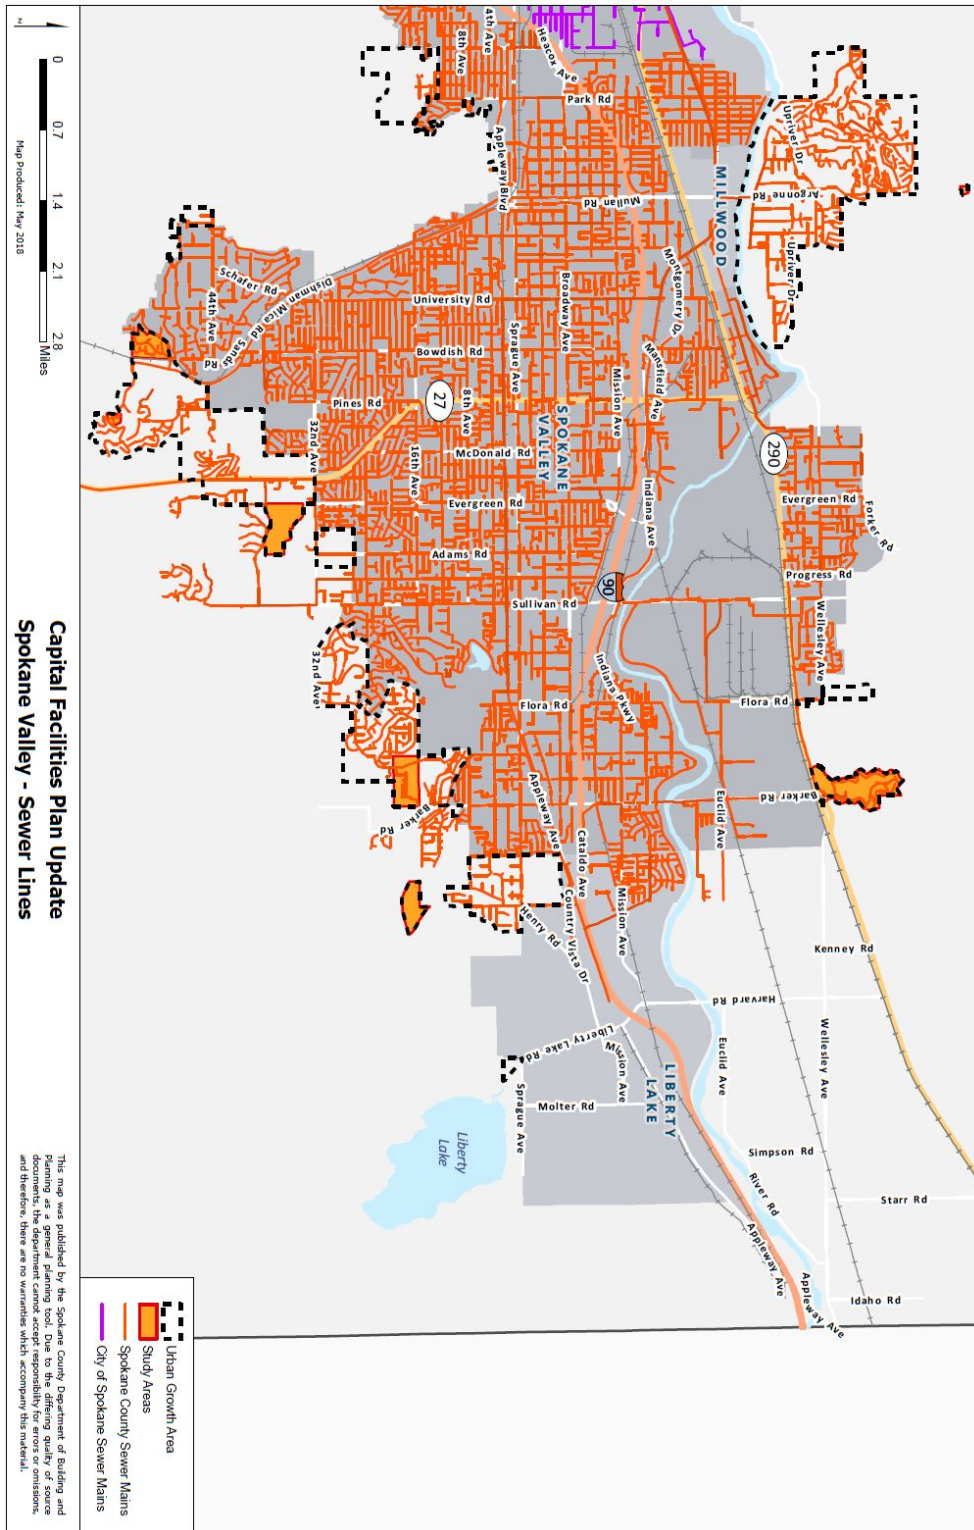 Heacox Ave
4th Ave
8th Ave
Park Rd
Appleway Blvd
Mullan Rd
MILLWOOD
Upriver Dr
Argonne Rd
Upriver Dr
Montgomery D
Schafer Rd
44th Ave
Dishman Mica Rd
Sands
Rd
University Rd
Broadway Ave
Sprague Ave
Bowdish Rd
Mansfield Ave
Mission Ave
Pines Rd
27
8th Ave
SPOKANE
VALLEY
32nd Ave
16th Ave
McDonald Rd
290
Evergreen Rd
Indiana Ave
Evergreen Rd
Forker Rd
Adams Rd
Progress Rd
Sullivan Rd
90
Wellesley Ave
32nd Ave
Indiana Pkwy
Flora Rd
Flora Rd
Barker Rd
Appleway Ave
Cataldo Ave
Euclid Ave
Barker Rd
Mission Ave
Henry Rd
Country Vista Dr
Kenney Rd
Harvard Rd
Liberty Lake Rd
Mission Ave
Euclid Ave
Wellesley Ave
LIBERTY
LAKE
Sprague Ave
Molter Rd
Liberty
Lake
Simpson Rd
River Rd
Starr Rd
Appleway Ave
Appleway Ave
Idaho Rd
Urban Growth Area
Study Areas
Spokane County Sewer Mains
City of Spokane Sewer Mains
N
0 0.7 1.4 2.1 2.8
Miles
Map Produced: May 2018
Capital Facilities Plan Update
Spokane Valley - Sewer Lines
This map was published by the Spokane County Department of Building and
Planning as a general planning tool. Due to the differing quality of source
documents, the department cannot accept responsibility for errors or omissions,
and therefore, there are no warranties which accompany this material.